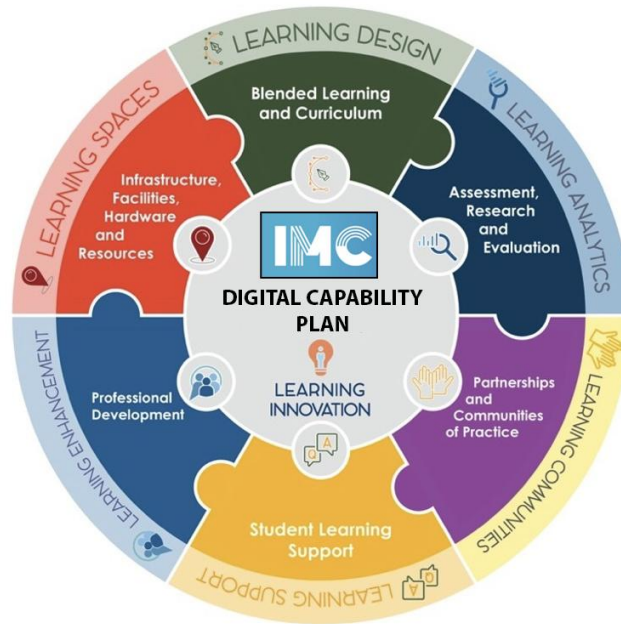 LEARNING DESIGN
Blended Learning
and Curriculum
LEARNING ANALYTICS
Assessment,
Research
and
Evaluation
LEARNING COMMUNITIES
Partnerships
and
Communities
of Practice
LEARNING SUPPORT
Student Learning
Support
Q
A
LEARNING ENHANCEMENT
Professional
Development
LEARNING SPACES
Infrastructure,
Facilities,
Hardware
and
Resources
IMC
DIGITAL CAPABILITY
PLAN
LEARNING
INNOVATION
Q
A